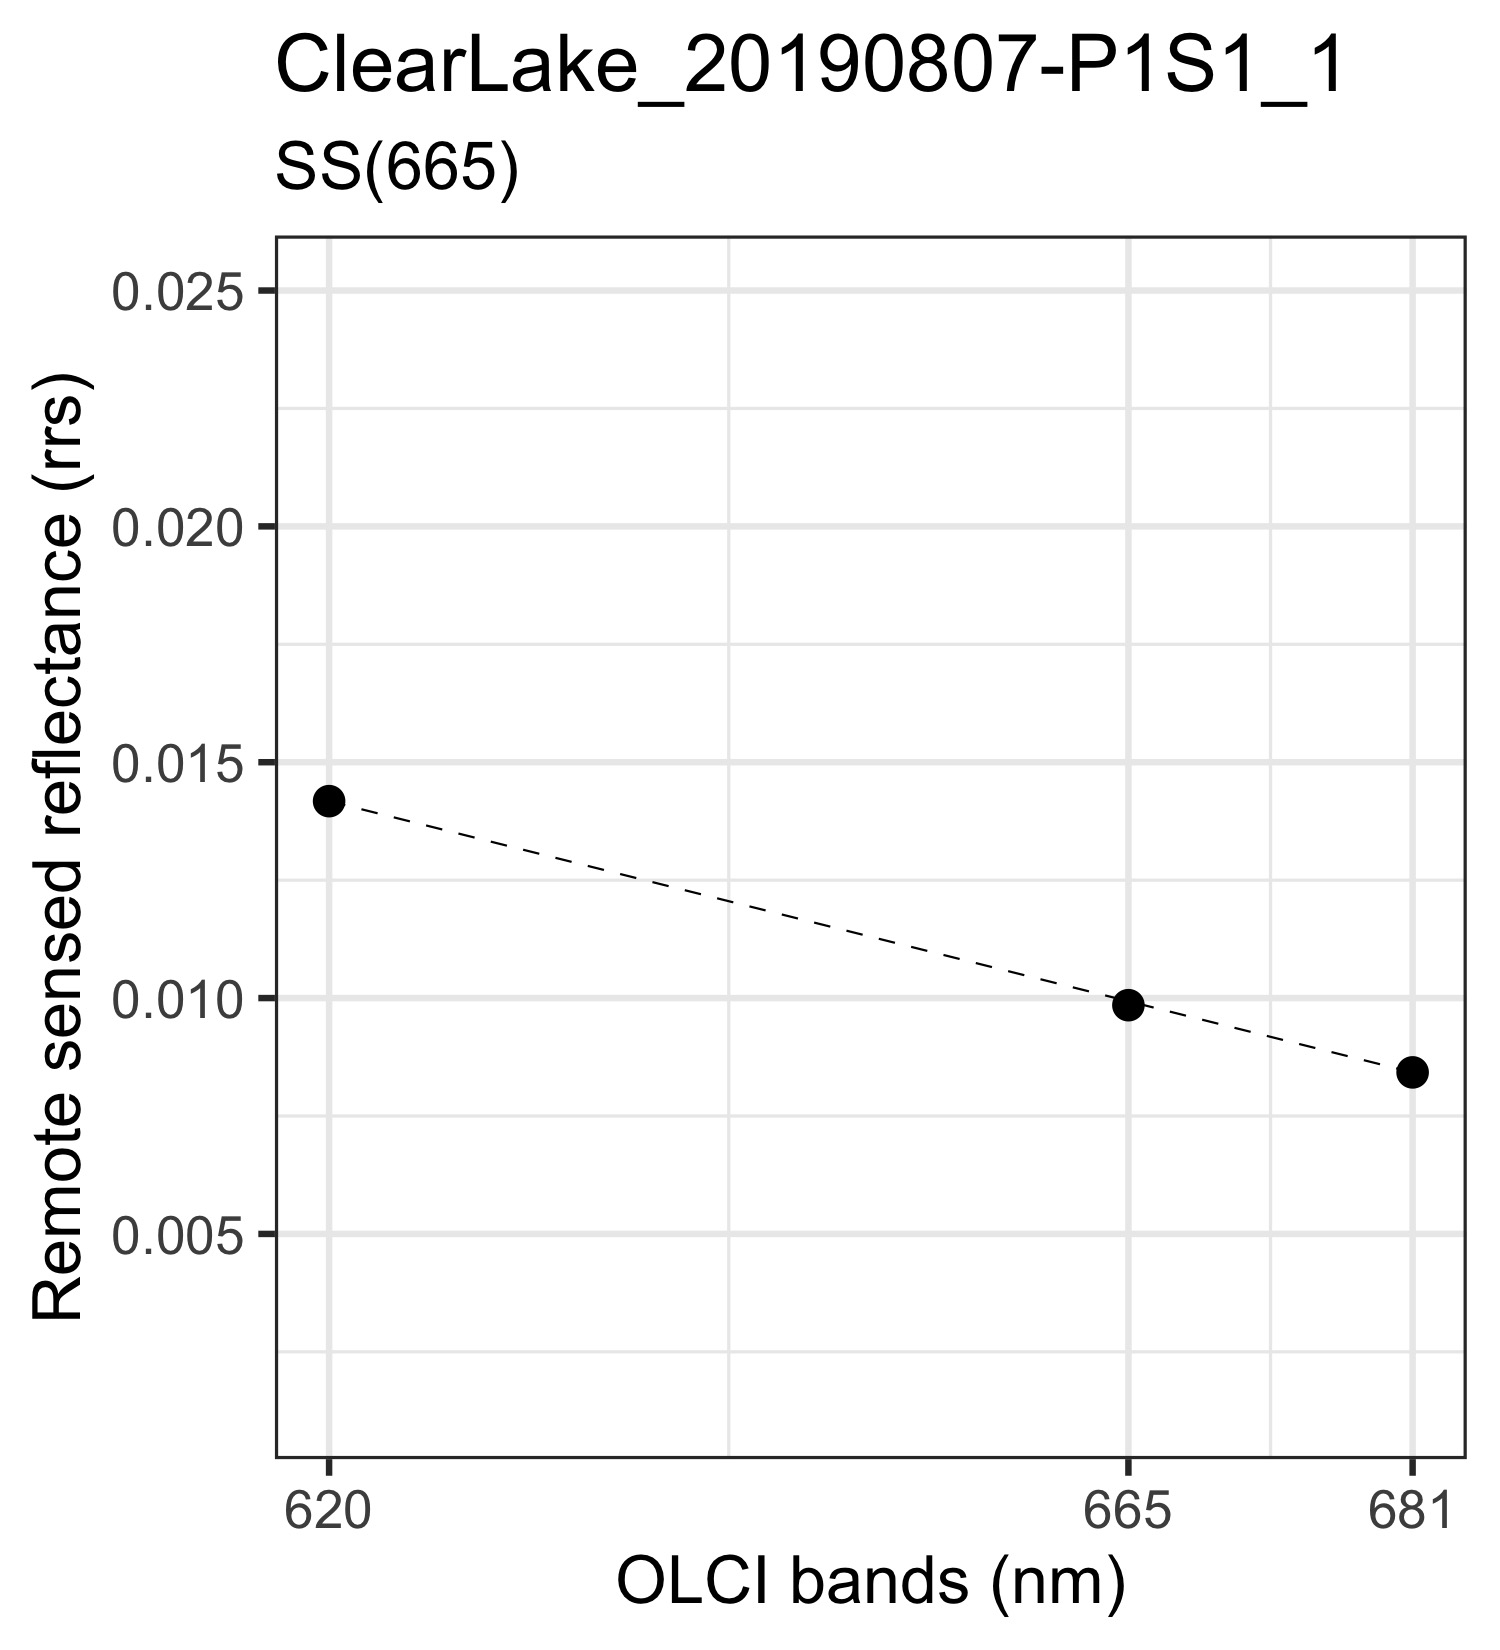 ClearLake_20190807-P1S1_1
SS(665)
Remote sensed reflectance (rrs)
0.025
0.020
0.015
0.010
0.005
620 665 681
OLCI bands (nm)